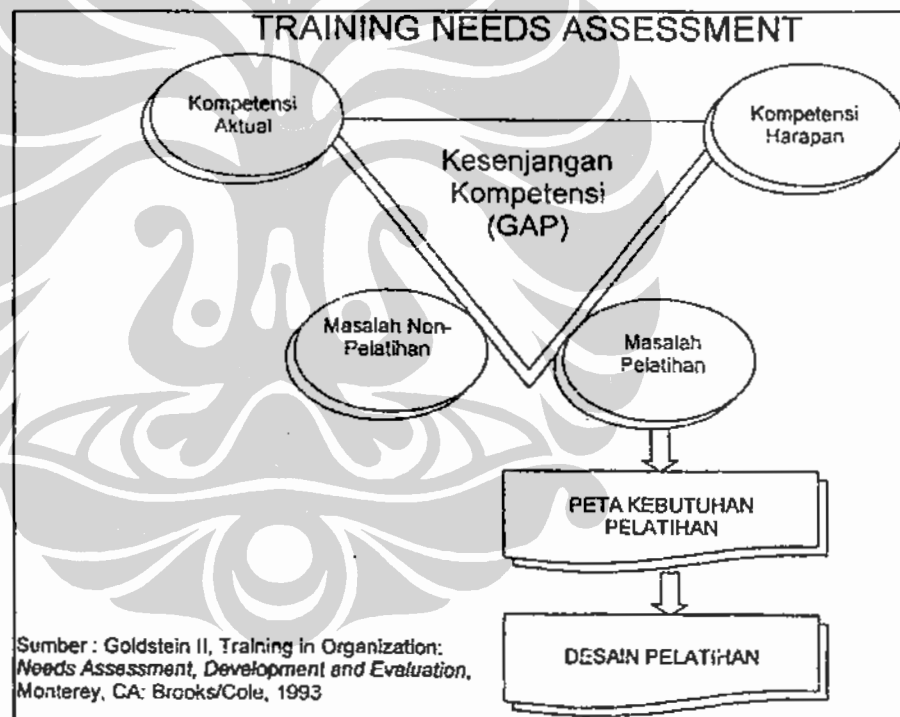 TRAINING NEEDS ASSESSMENT
Kompetensi
Aktual
Kompetensi
Harapan
Kesenjangan
Kompetensi
(GAP)
Masalah Non-
Pelatihan
Masalah
Pelatihan
PETA KEBUTUHAN
PELATIHAN
DESAIN PELATIHAN
Sumber : Goldstein II, Training in Organization:
Needs Assessment, Development and Evaluation,
Monterey, CA: Brooks/Cole, 1993